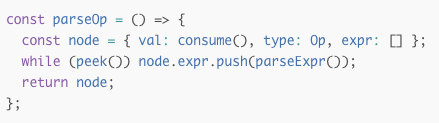 const parseOp = () => {
  const node = { val: consume(), type: Op, expr: [] };
  while (peek()) node.expr.push(parseExpr());
  return node;
};